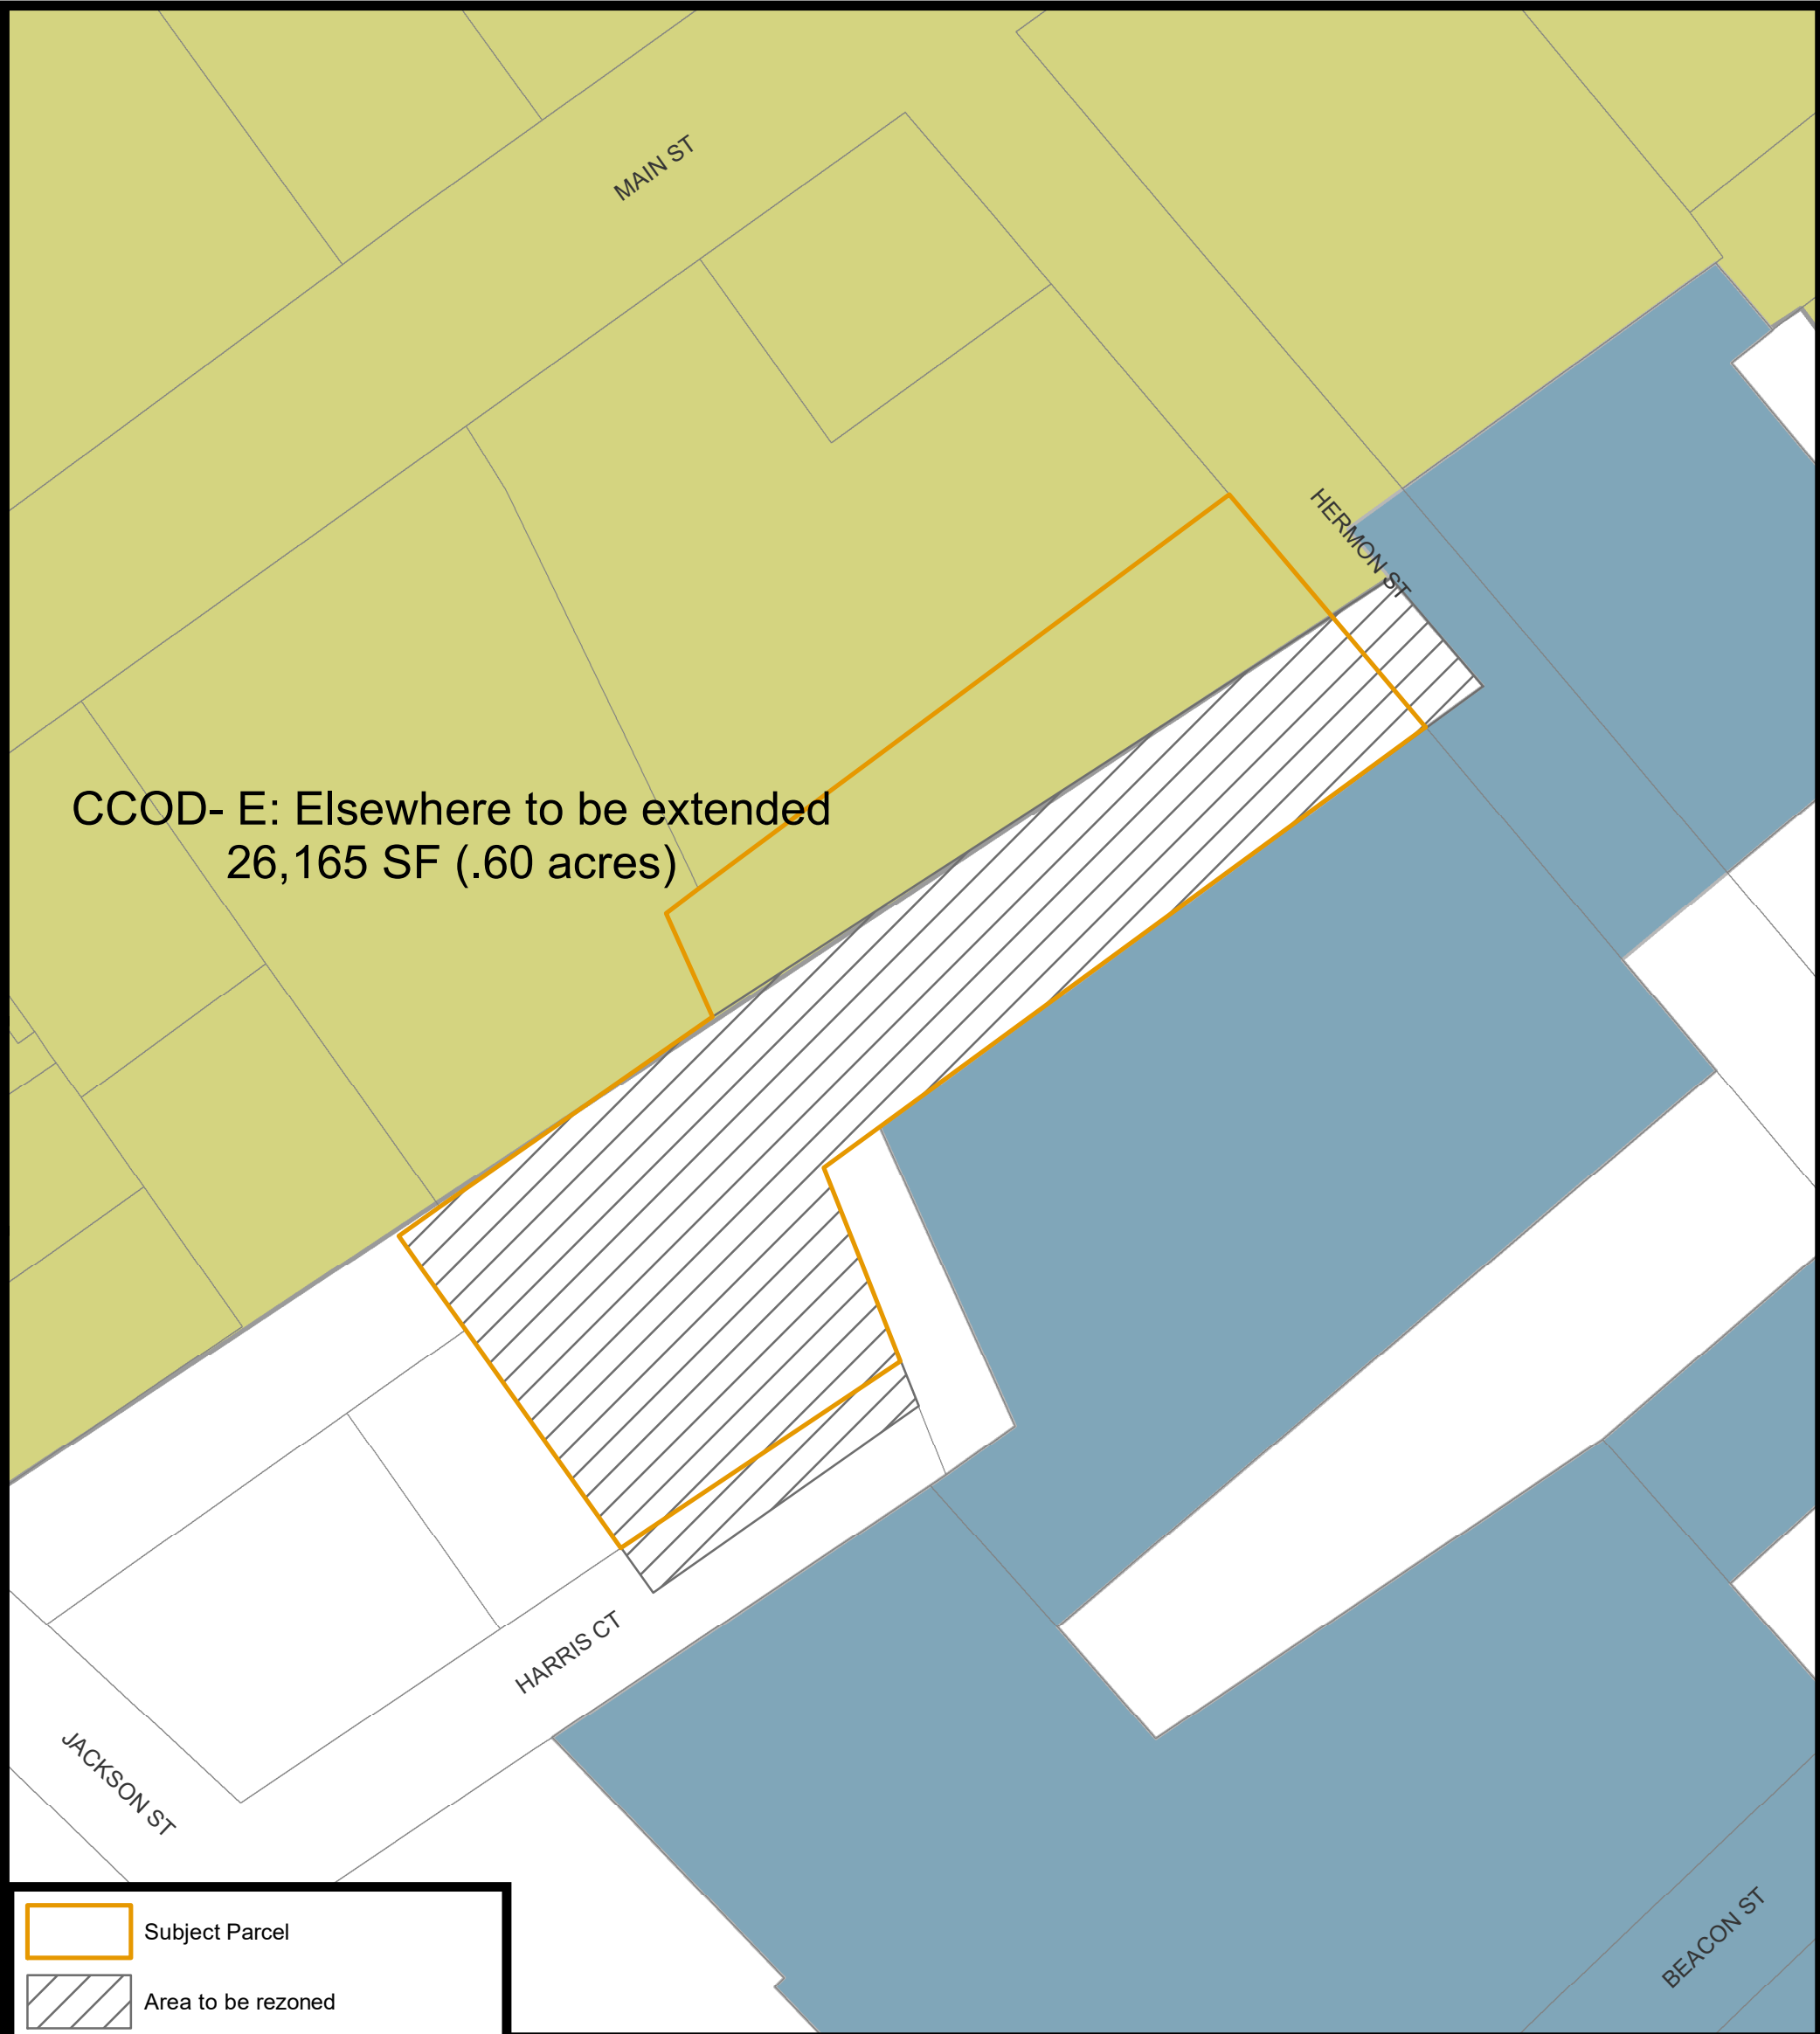 MAIN ST
HERMON ST
CCOD- E: Elsewhere to be extended
26,165 SF (.60 acres)
HARRIS CT
JACKSON ST
BEACON ST
Subject Parcel
Area to be rezoned